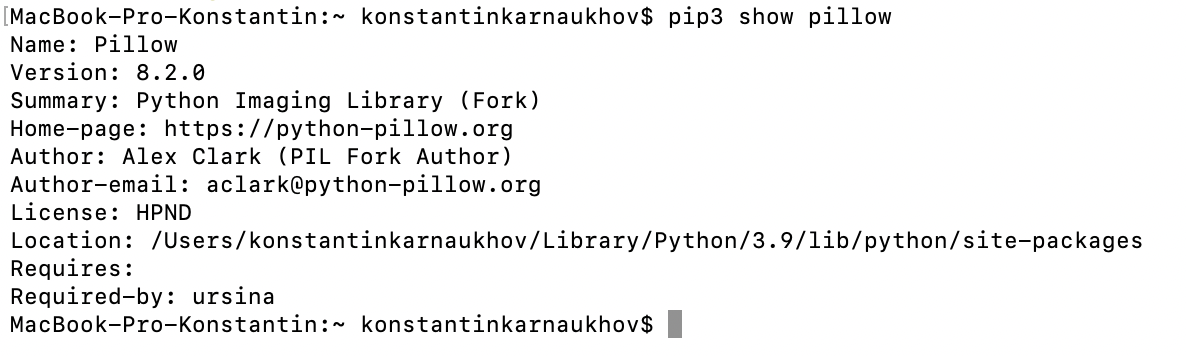 MacBook-Pro-Konstantin:~ konstantinkarnaukhov$ pip3 show pillow
Name: Pillow
Version: 8.2.0
Summary: Python Imaging Library (Fork)
Home-page: https://python-pillow.org
Author: Alex Clark (PIL Fork Author)
Author-email: aclark@python-pillow.org
License: HPND
Location: /Users/konstantinkarnaukhov/Library/Python/3.9/lib/python/site-packages
Requires:
Required-by: ursina
MacBook-Pro-Konstantin:~ konstantinkarnaukhov$